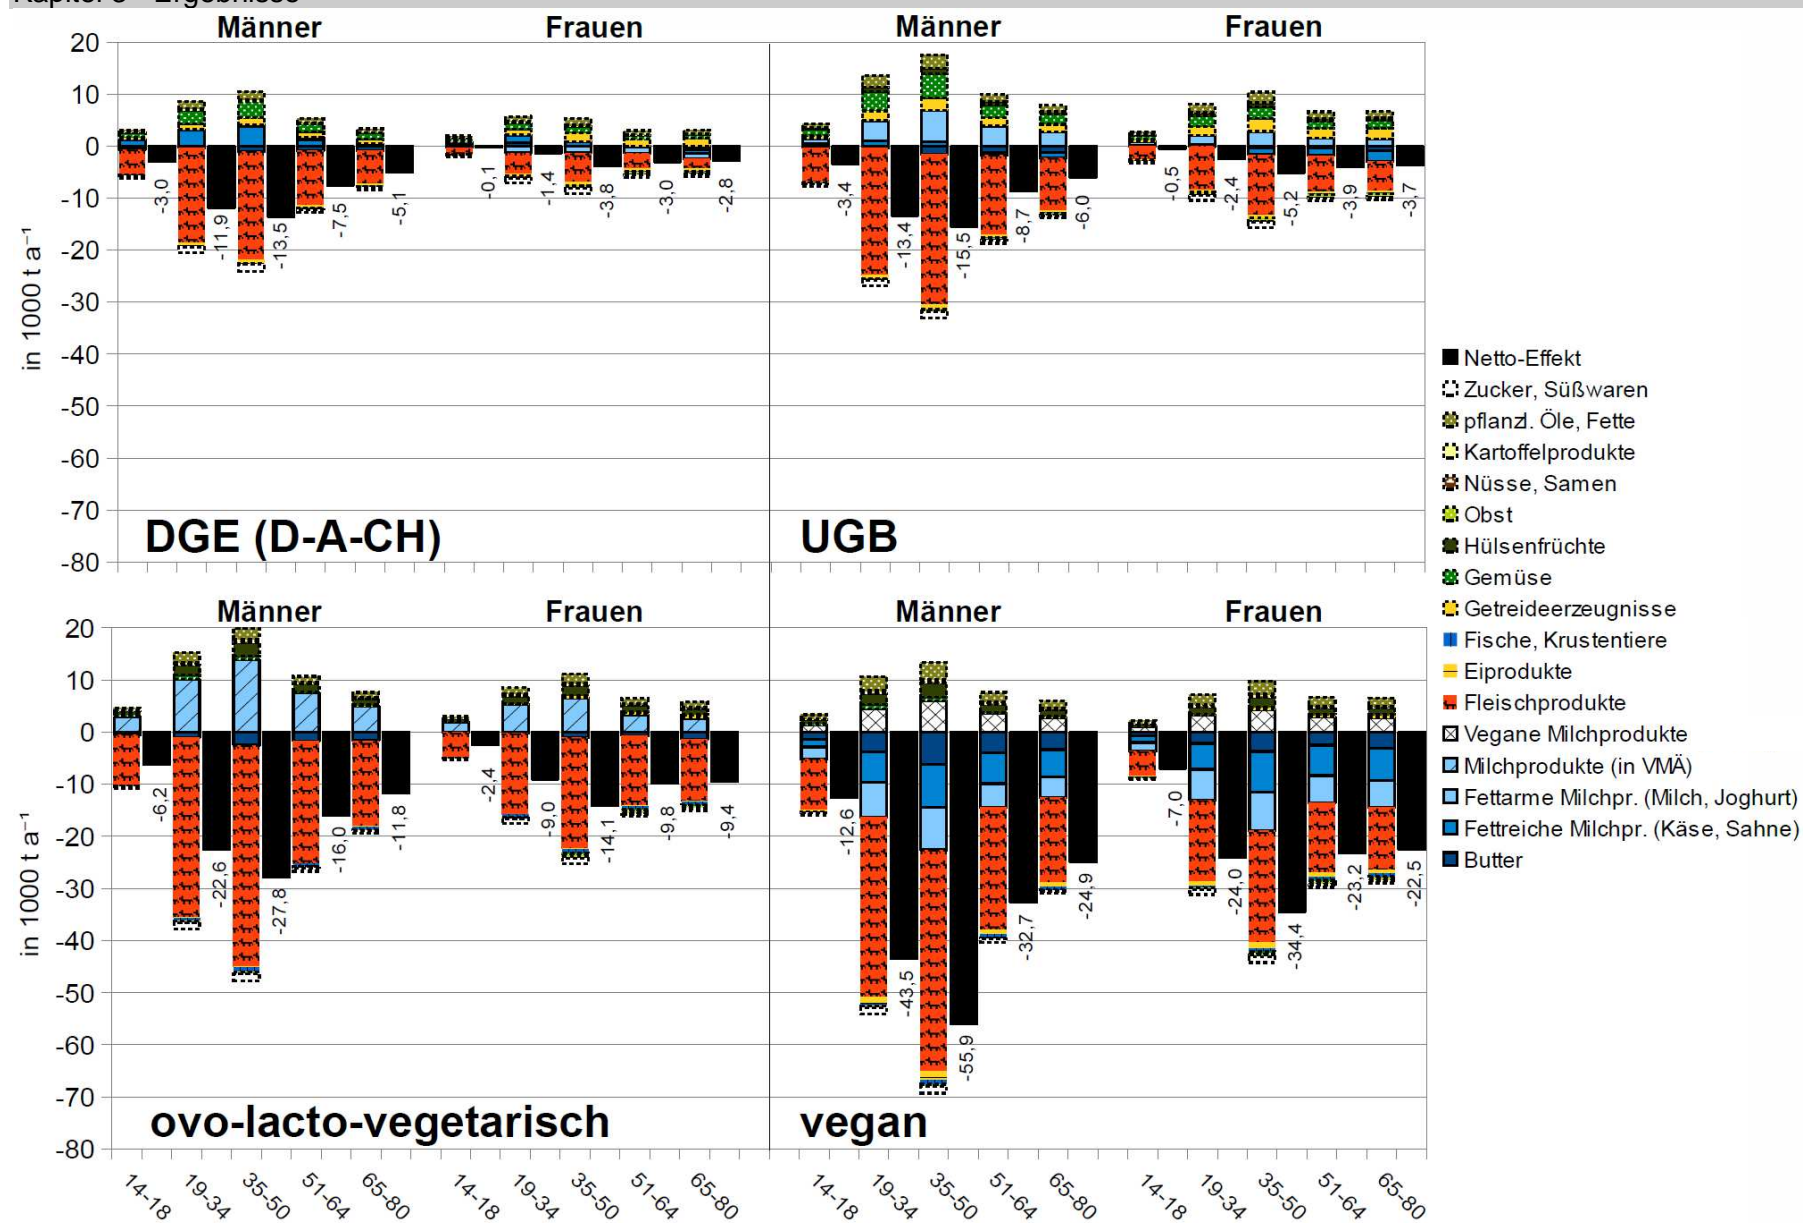 Kapitel 3 - Ergebnisse
Männer Frauen Männer Frauen
20
10
0
-10
-20
-30
-40
-50
-60
-70
-80
in 1000 t a⁻¹
-3,0 -11,9 -13,5 -7,5 -5,1 -0,1 -1,4 -3,8 -3,0 -2,8
-3,4 -13,4 -15,5 -8,7 -6,0 -0,5 -2,4 -5,2 -3,9 -3,7
DGE (D-A-CH) UGB
Männer Frauen Männer Frauen
20
10
0
-10
-20
-30
-40
-50
-60
-70
-80
in 1000 t a⁻¹
-6,2 -22,6 -27,8 -16,0 -11,8 -2,4 -9,0 -14,1 -9,8 -9,4
-12,6 -43,5 -55,9 -32,7 -24,9 -7,0 -24,0 -34,4 -23,2 -22,5
ovo-lacto-vegetarisch vegan
14-18 19-34 35-50 51-64 65-80 14-18 19-34 35-50 51-64 65-80 14-18 19-34 35-50 51-64 65-80 14-18 19-34 35-50 51-64 65-80
Netto-Effekt
Zucker, Süßwaren
pflanzl. Öle, Fette
Kartoffelprodukte
Nüsse, Samen
Obst
Hülsenfrüchte
Gemüse
Getreideerzeugnisse
Fische, Krustentiere
Eiprodukte
Fleischprodukte
Vegane Milchprodukte
Milchprodukte (in VMÄ)
Fettarme Milchpr. (Milch, Joghurt)
Fettreiche Milchpr. (Käse, Sahne)
Butter